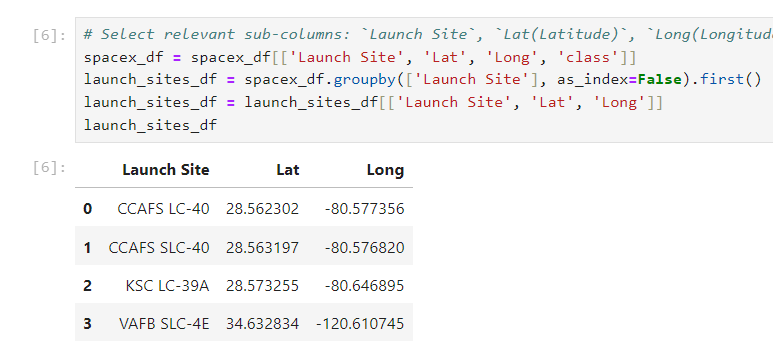 [6]: # Select relevant sub-columns: `Launch Site`, `Lat(Latitude)`, `Long(Longitude
spacex_df = spacex_df[['Launch Site', 'Lat', 'Long', 'class']]
launch_sites_df = spacex_df.groupby(['Launch Site'], as_index=False).first()
launch_sites_df = launch_sites_df[['Launch Site', 'Lat', 'Long']]
launch_sites_df
[6]: Launch Site Lat Long
0 CCAFS LC-40 28.562302 -80.577356
1 CCAFS SLC-40 28.563197 -80.576820
2 KSC LC-39A 28.573255 -80.646895
3 VAFB SLC-4E 34.632834 -120.610745